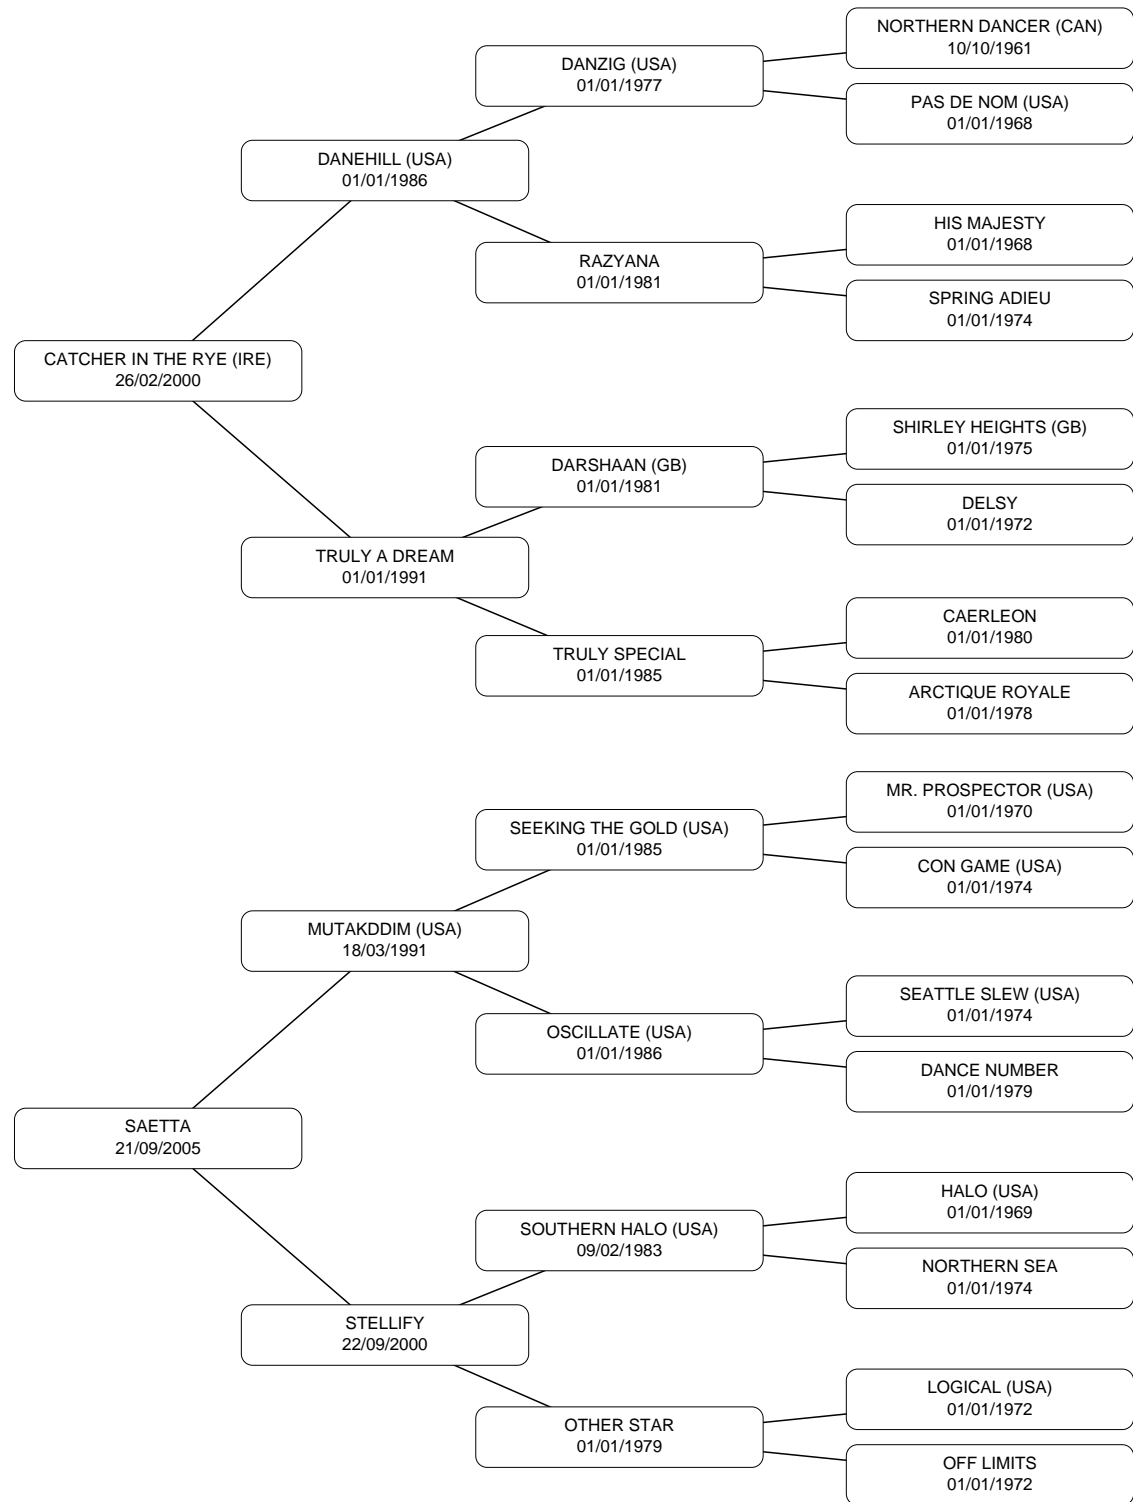 NORTHERN DANCER (CAN)
10/10/1961
DANZIG (USA)
01/01/1977
PAS DE NOM (USA)
01/01/1968
DANEHILL (USA)
01/01/1986
HIS MAJESTY
01/01/1968
RAZYANA
01/01/1981
SPRING ADIEU
01/01/1974
CATCHER IN THE RYE (IRE)
26/02/2000
SHIRLEY HEIGHTS (GB)
01/01/1975
DARSHAAN (GB)
01/01/1981
DELSY
01/01/1972
TRULY A DREAM
01/01/1991
CAERLEON
01/01/1980
TRULY SPECIAL
01/01/1985
ARCTIQUE ROYALE
01/01/1978
MR. PROSPECTOR (USA)
01/01/1970
SEEKING THE GOLD (USA)
01/01/1985
CON GAME (USA)
01/01/1974
MUTAKDDIM (USA)
18/03/1991
SEATTLE SLEW (USA)
01/01/1974
OSCILLATE (USA)
01/01/1986
DANCE NUMBER
01/01/1979
SAETTA
21/09/2005
HALO (USA)
01/01/1969
SOUTHERN HALO (USA)
09/02/1983
NORTHERN SEA
01/01/1974
STELLIFY
22/09/2000
LOGICAL (USA)
01/01/1972
OTHER STAR
01/01/1979
OFF LIMITS
01/01/1972